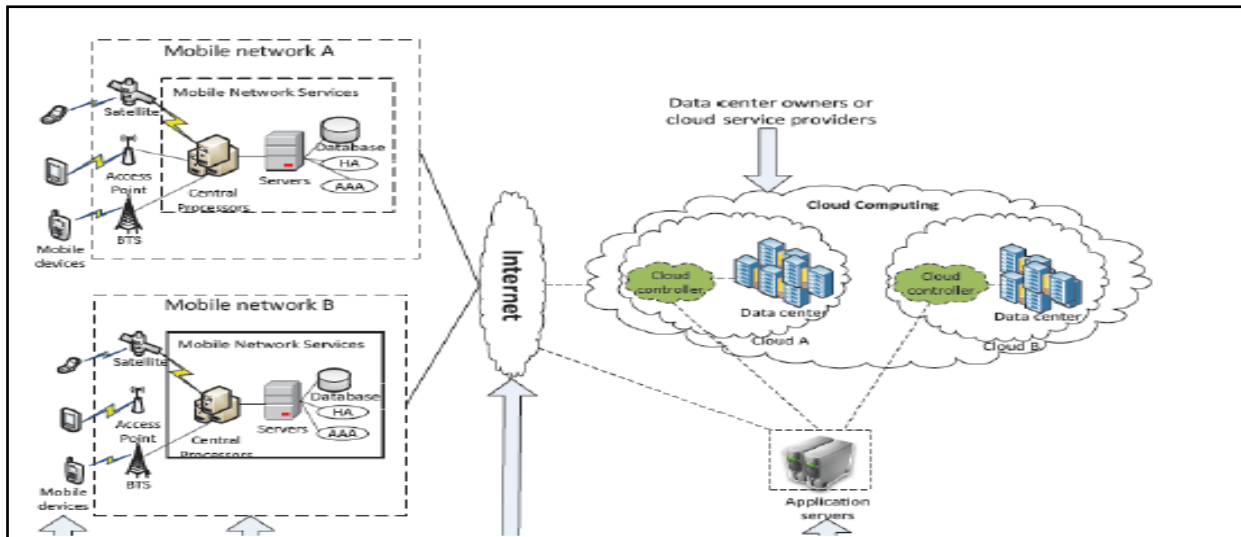 Mobile network A
Mobile Network Services
Satellite
Database
HA
AAA
Access
Point
Servers
Central
Processors
BTS
Mobile
devices
Mobile network B
Mobile Network Services
Satellite
Database
HA
AAA
Access
Point
Servers
Central
Processors
BTS
Mobile
devices
Internet
Data center owners or
cloud service providers
Cloud Computing
Cloud
controller
Data center
Cloud A
Cloud
controller
Data center
Cloud B
Application
servers